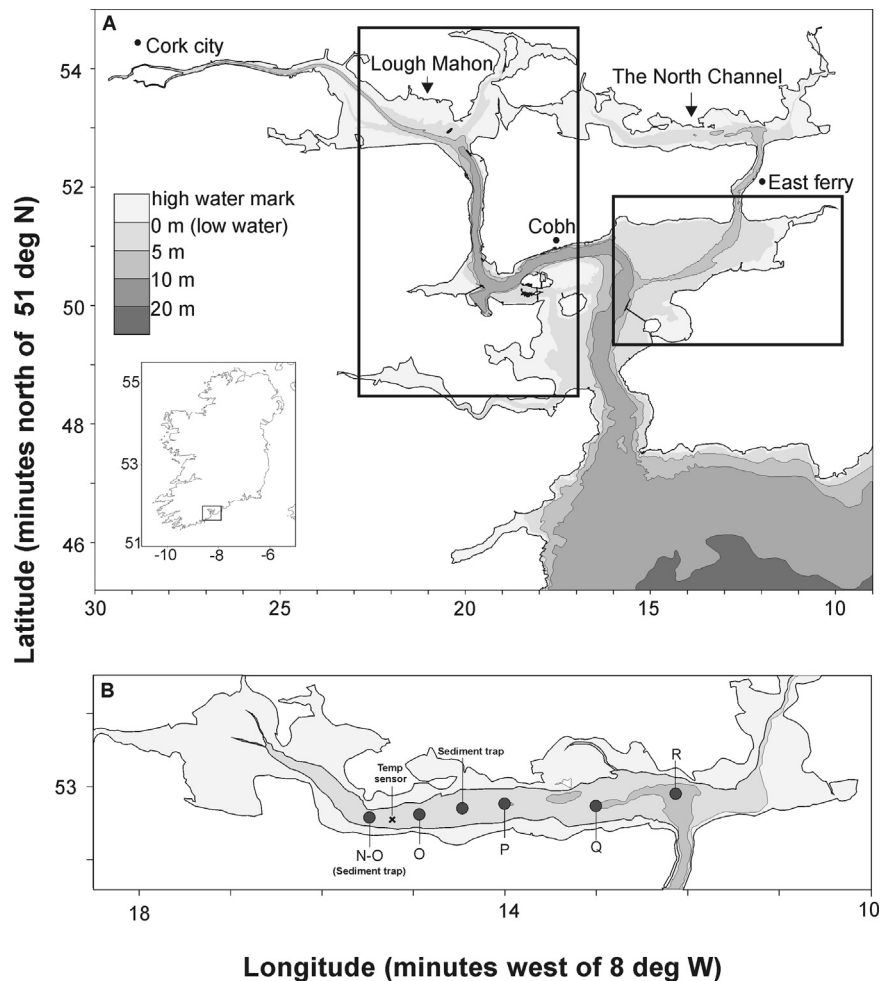 A
Cork city
54
Lough Mahon
The North Channel
52
East ferry
high water mark
0 m (low water)
5 m
10 m
20 m
Cobh
50
48
46
55
53
51
-10
-8
-6
30
25
20
15
10
Latitude (minutes north of 51 deg N)
B
Sediment trap
Temp
sensor
R
53
N-O
(Sediment trap)
O
P
Q
18
14
10
Longitude (minutes west of 8 deg W)